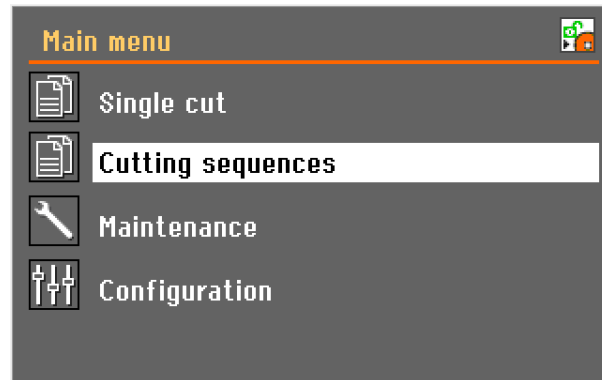 Main menu
Single cut
Cutting sequences
Maintenance
Configuration